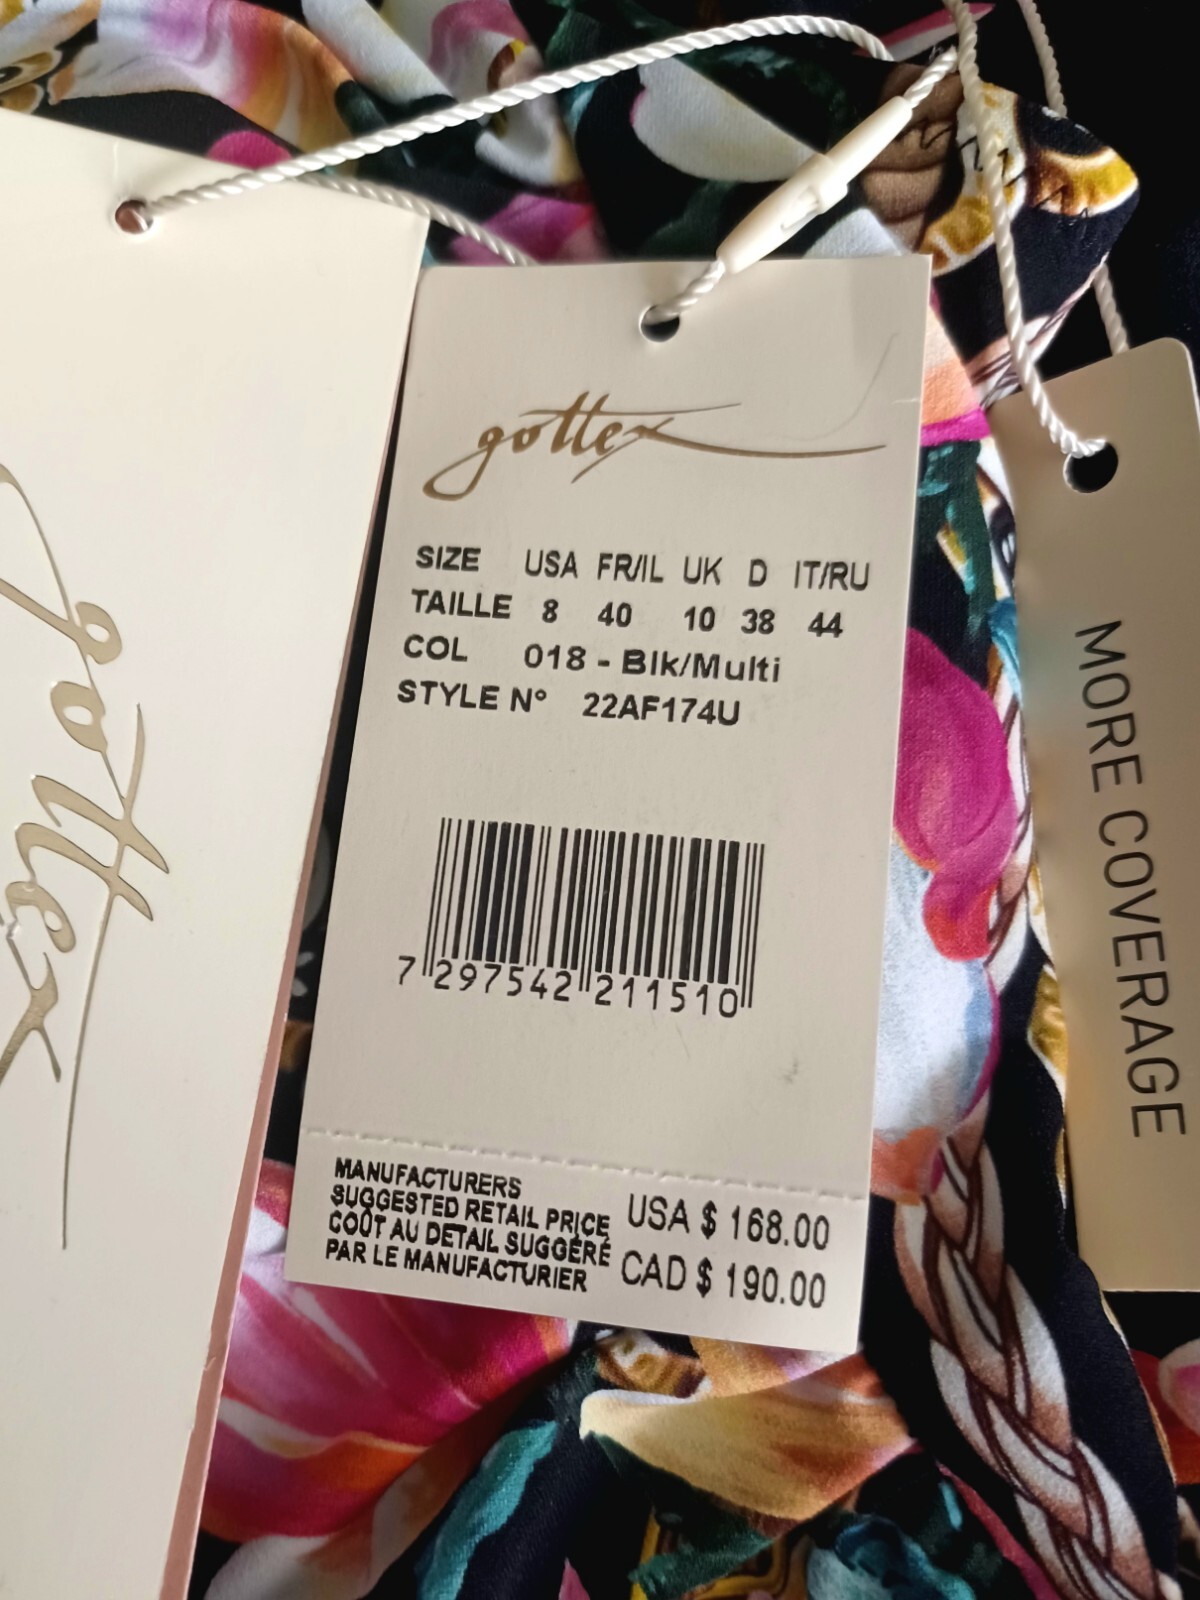 gottex
gottex
SIZE USA FR/IL UK D IT/RU
TAILLE 8 40 10 38 44
COL 018 - Blk/Multi
STYLE Nº 22AF174U
7 297542 211510
MANUFACTURERS
SUGGESTED RETAIL PRICE
COÛT AU DETAIL SUGGÉRÉ
PAR LE MANUFACTURIER
USA $ 168.00
CAD $ 190.00
MORE COVERAGE